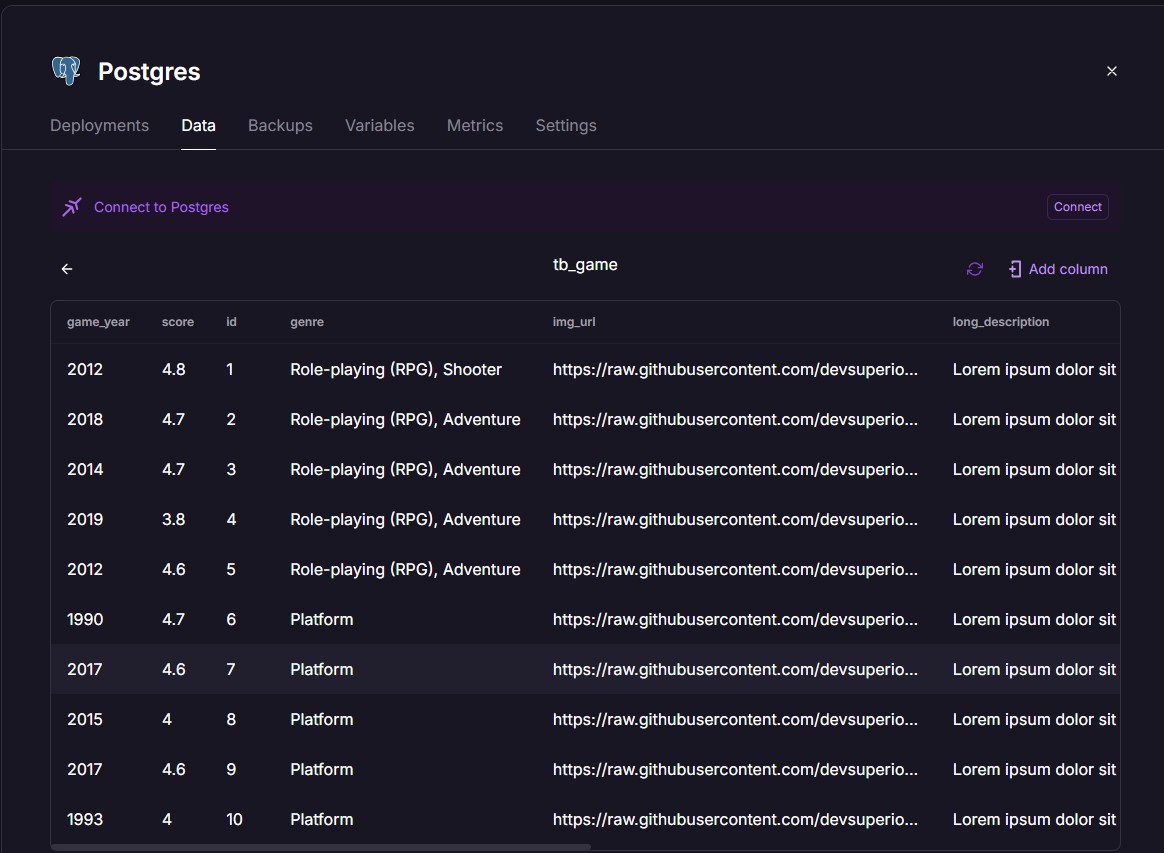 Postgres
Deployments Data Backups Variables Metrics Settings
Connect to Postgres Connect
tb_game Add column
game_year score id genre img_url long_description
2012 4.8 1 Role-playing (RPG), Shooter https://raw.githubusercontent.com/devsuperio... Lorem ipsum dolor sit
2018 4.7 2 Role-playing (RPG), Adventure https://raw.githubusercontent.com/devsuperio... Lorem ipsum dolor sit
2014 4.7 3 Role-playing (RPG), Adventure https://raw.githubusercontent.com/devsuperio... Lorem ipsum dolor sit
2019 3.8 4 Role-playing (RPG), Adventure https://raw.githubusercontent.com/devsuperio... Lorem ipsum dolor sit
2012 4.6 5 Role-playing (RPG), Adventure https://raw.githubusercontent.com/devsuperio... Lorem ipsum dolor sit
1990 4.7 6 Platform https://raw.githubusercontent.com/devsuperio... Lorem ipsum dolor sit
2017 4.6 7 Platform https://raw.githubusercontent.com/devsuperio... Lorem ipsum dolor sit
2015 4 8 Platform https://raw.githubusercontent.com/devsuperio... Lorem ipsum dolor sit
2017 4.6 9 Platform https://raw.githubusercontent.com/devsuperio... Lorem ipsum dolor sit
1993 4 10 Platform https://raw.githubusercontent.com/devsuperio... Lorem ipsum dolor sit